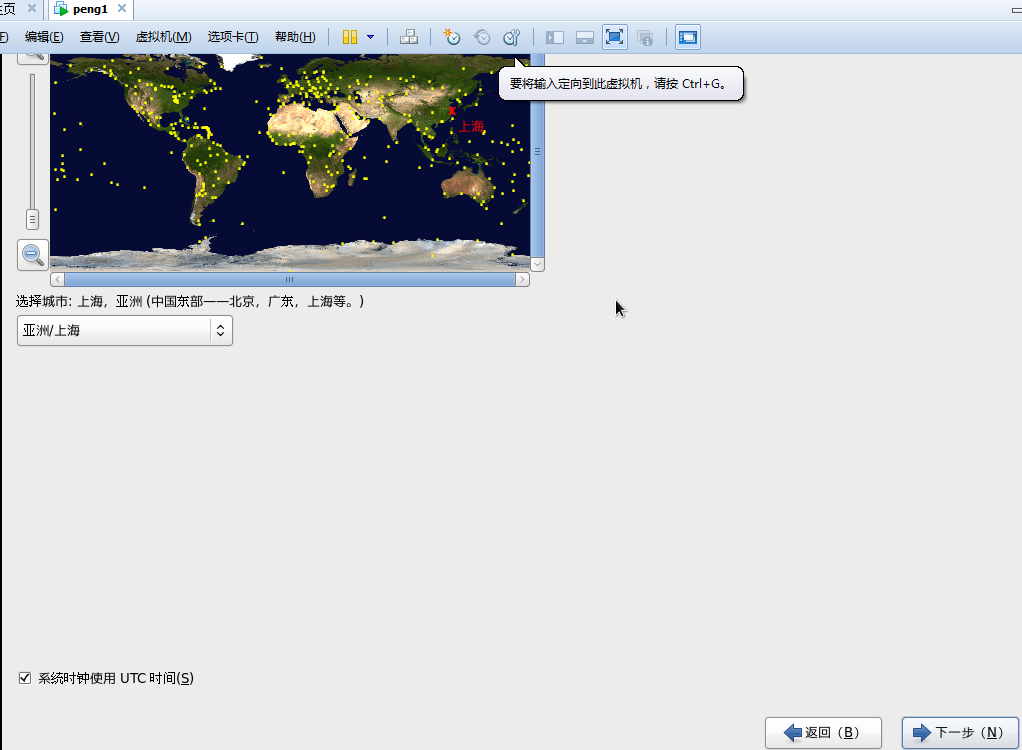 主页 peng1
编辑(E) 查看(V) 虚拟机(M) 选项卡(T) 帮助(H)
要将输入定向到此虚拟机，请按 Ctrl+G。
上海
选择城市: 上海，亚洲 (中国东部——北京，广东，上海等。)
亚洲/上海
系统时钟使用 UTC 时间(S)
返回（B） 下一步（N）